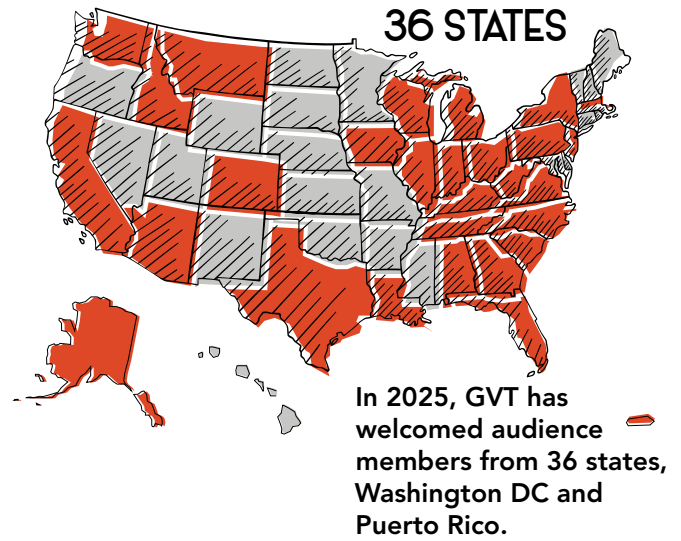 36 STATES
In 2025, GVT has
welcomed audience
members from 36 states,
Washington DC and
Puerto Rico.